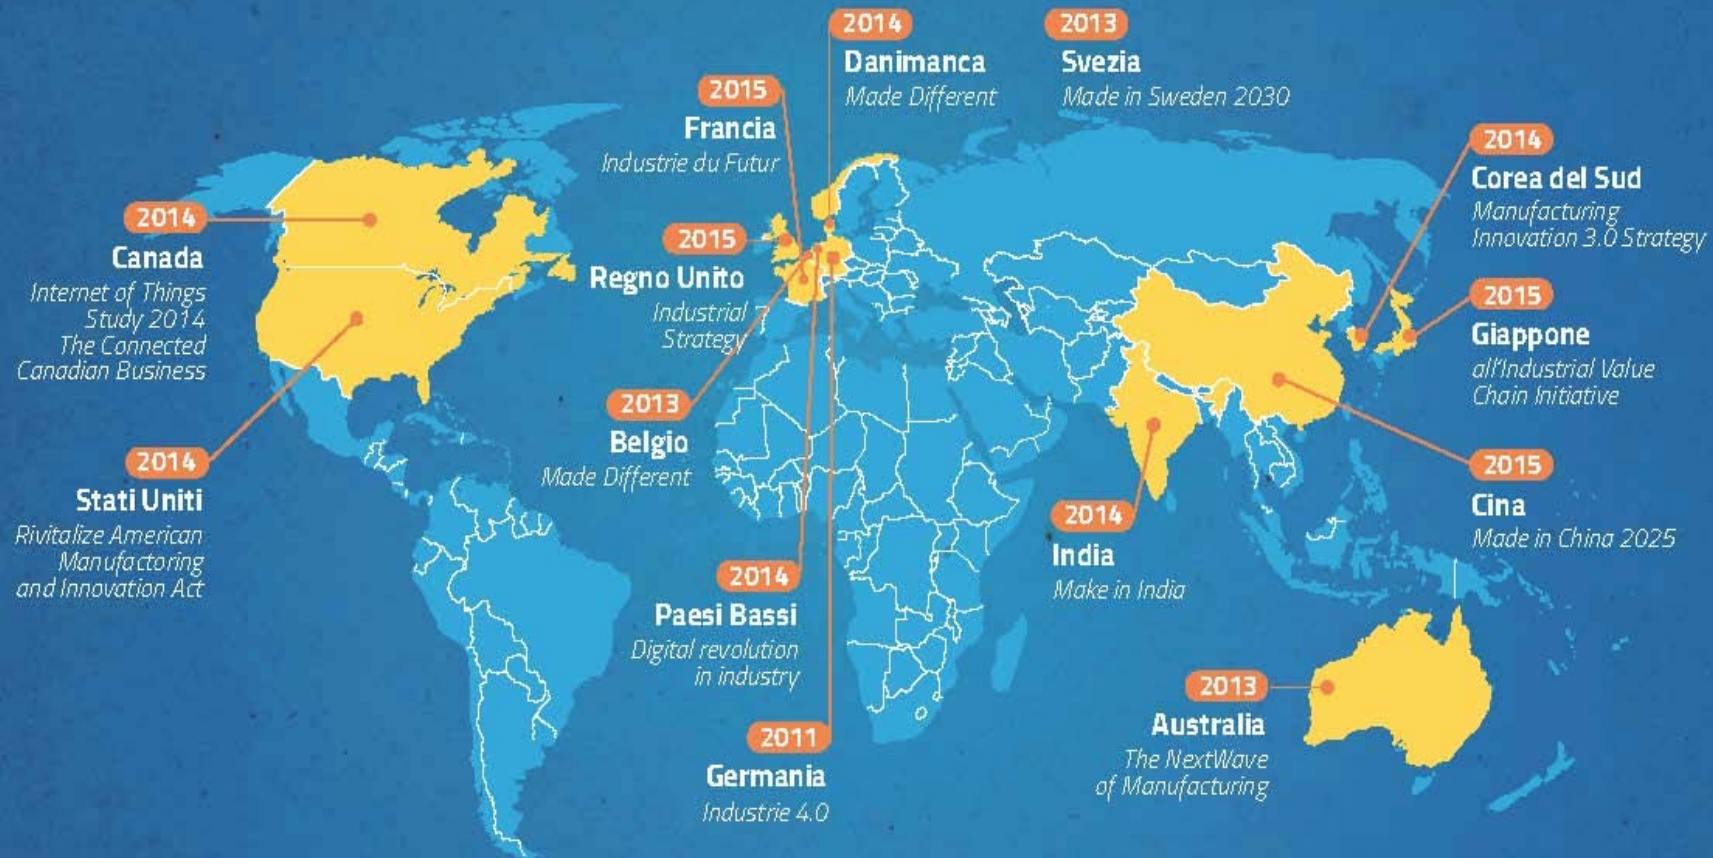 2014
Danimanca
Made Different
2013
Svezia
Made in Sweden 2030
2015
Francia
Industrie du Futur
2014
Corea del Sud
Manufacturing
Innovation 3.0 Strategy
2014
Canada
Internet of Things
Study 2014
The Connected
Canadian Business
2015
Regno Unito
Industrial
Strategy
2015
Giappone
all'Industrial Value
Chain Initiative
2013
Belgio
Made Different
2014
Stati Uniti
Rivitalize American
Manufactoring
and Innovation Act
2015
Cina
Made in China 2025
2014
India
Make in India
2014
Paesi Bassi
Digital revolution
in industry
2013
Australia
The NextWave
of Manufacturing
2011
Germania
Industrie 4.0